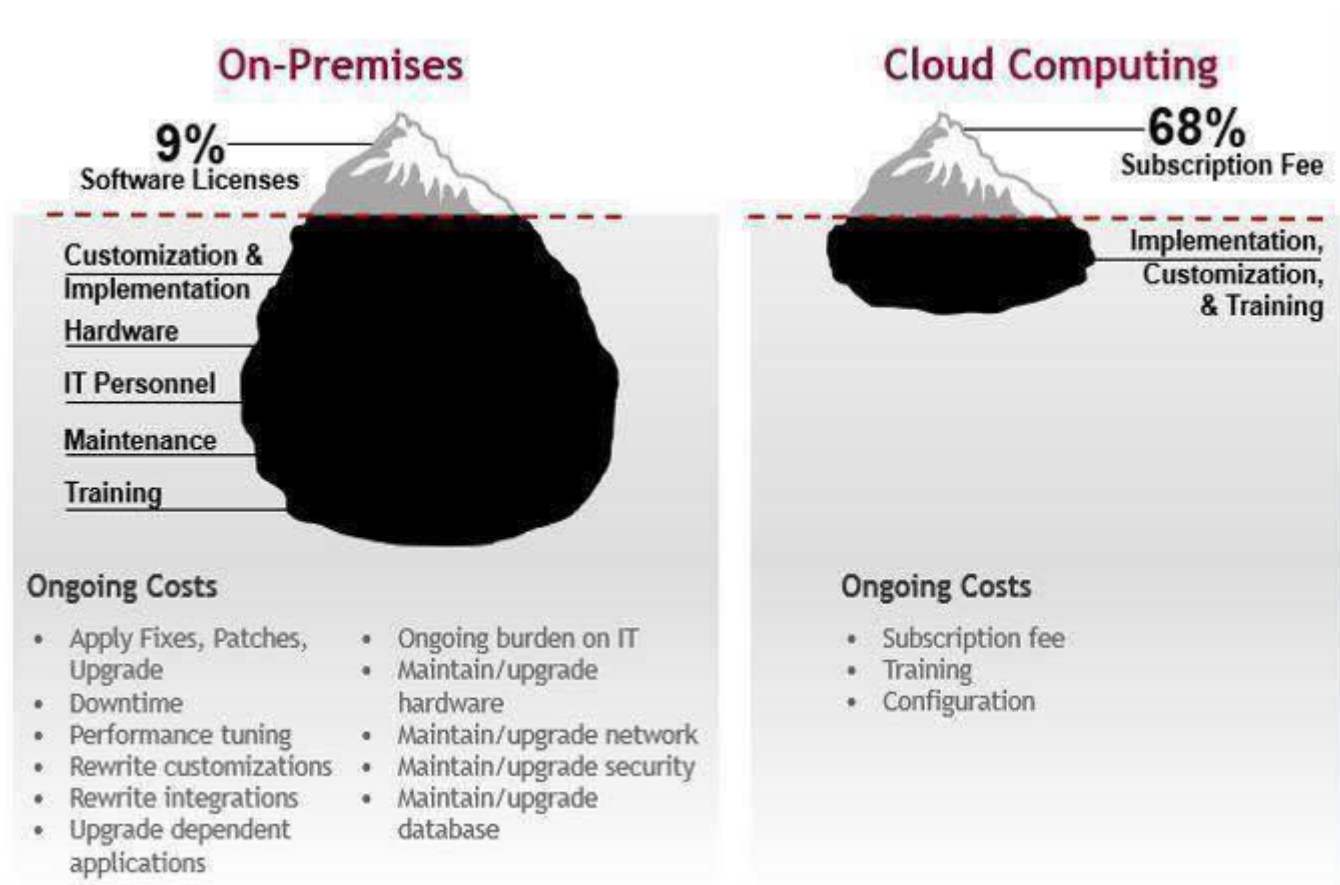 On-Premises
9%
Software Licenses
Customization &
Implementation
Hardware
IT Personnel
Maintenance
Training
Ongoing Costs
• Apply Fixes, Patches,
Upgrade
• Downtime
• Performance tuning
• Rewrite customizations
• Rewrite integrations
• Upgrade dependent
applications
• Ongoing burden on IT
• Maintain/upgrade
hardware
• Maintain/upgrade network
• Maintain/upgrade security
• Maintain/upgrade
database
Cloud Computing
68%
Subscription Fee
Implementation,
Customization,
& Training
Ongoing Costs
• Subscription fee
• Training
• Configuration